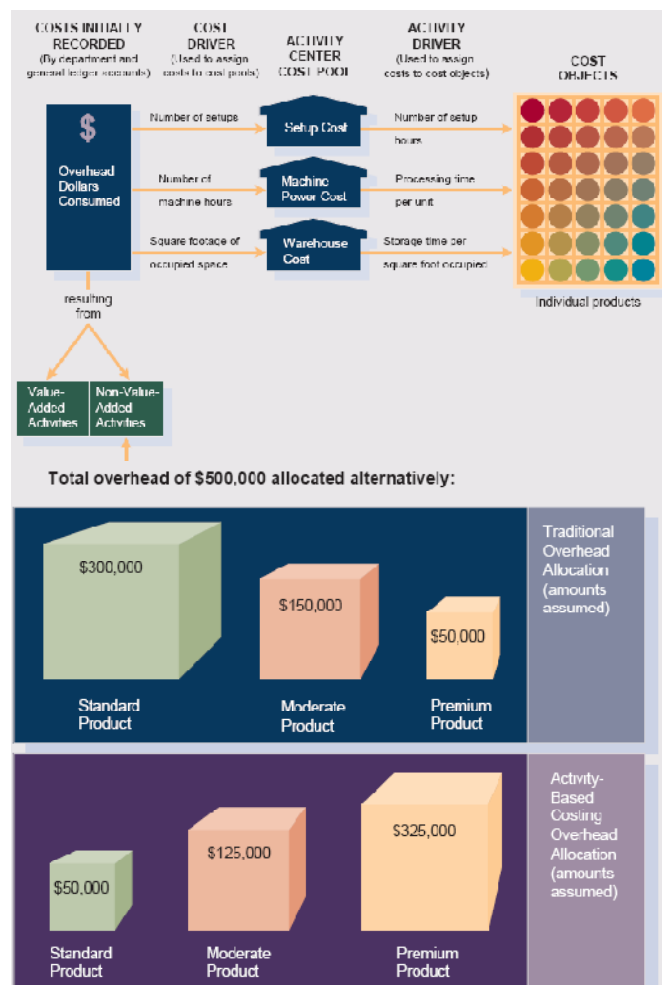 COSTS INITIALLY
RECORDED
(By department and
general ledger accounts)
COST
DRIVER
(Used to assign
costs to cost pools)
ACTIVITY
CENTER
COST POOL
ACTIVITY
DRIVER
(Used to assign
costs to cost objects)
COST
OBJECTS
$
Overhead
Dollars
Consumed
Number of setups
Setup Cost
Number of setup
hours
Number of
machine hours
Machine
Power Cost
Processing time
per unit
Square footage of
occupied space
Warehouse
Cost
Storage time per
square foot occupied
Individual products
resulting
from
Value-
Added
Activities
Non-Value-
Added
Activities
Total overhead of $500,000 allocated alternatively:
$300,000
$150,000
$50,000
Standard
Product
Moderate
Product
Premium
Product
Traditional
Overhead
Allocation
(amounts
assumed)
$50,000
$125,000
$325,000
Standard
Product
Moderate
Product
Premium
Product
Activity-
Based
Costing
Overhead
Allocation
(amounts
assumed)